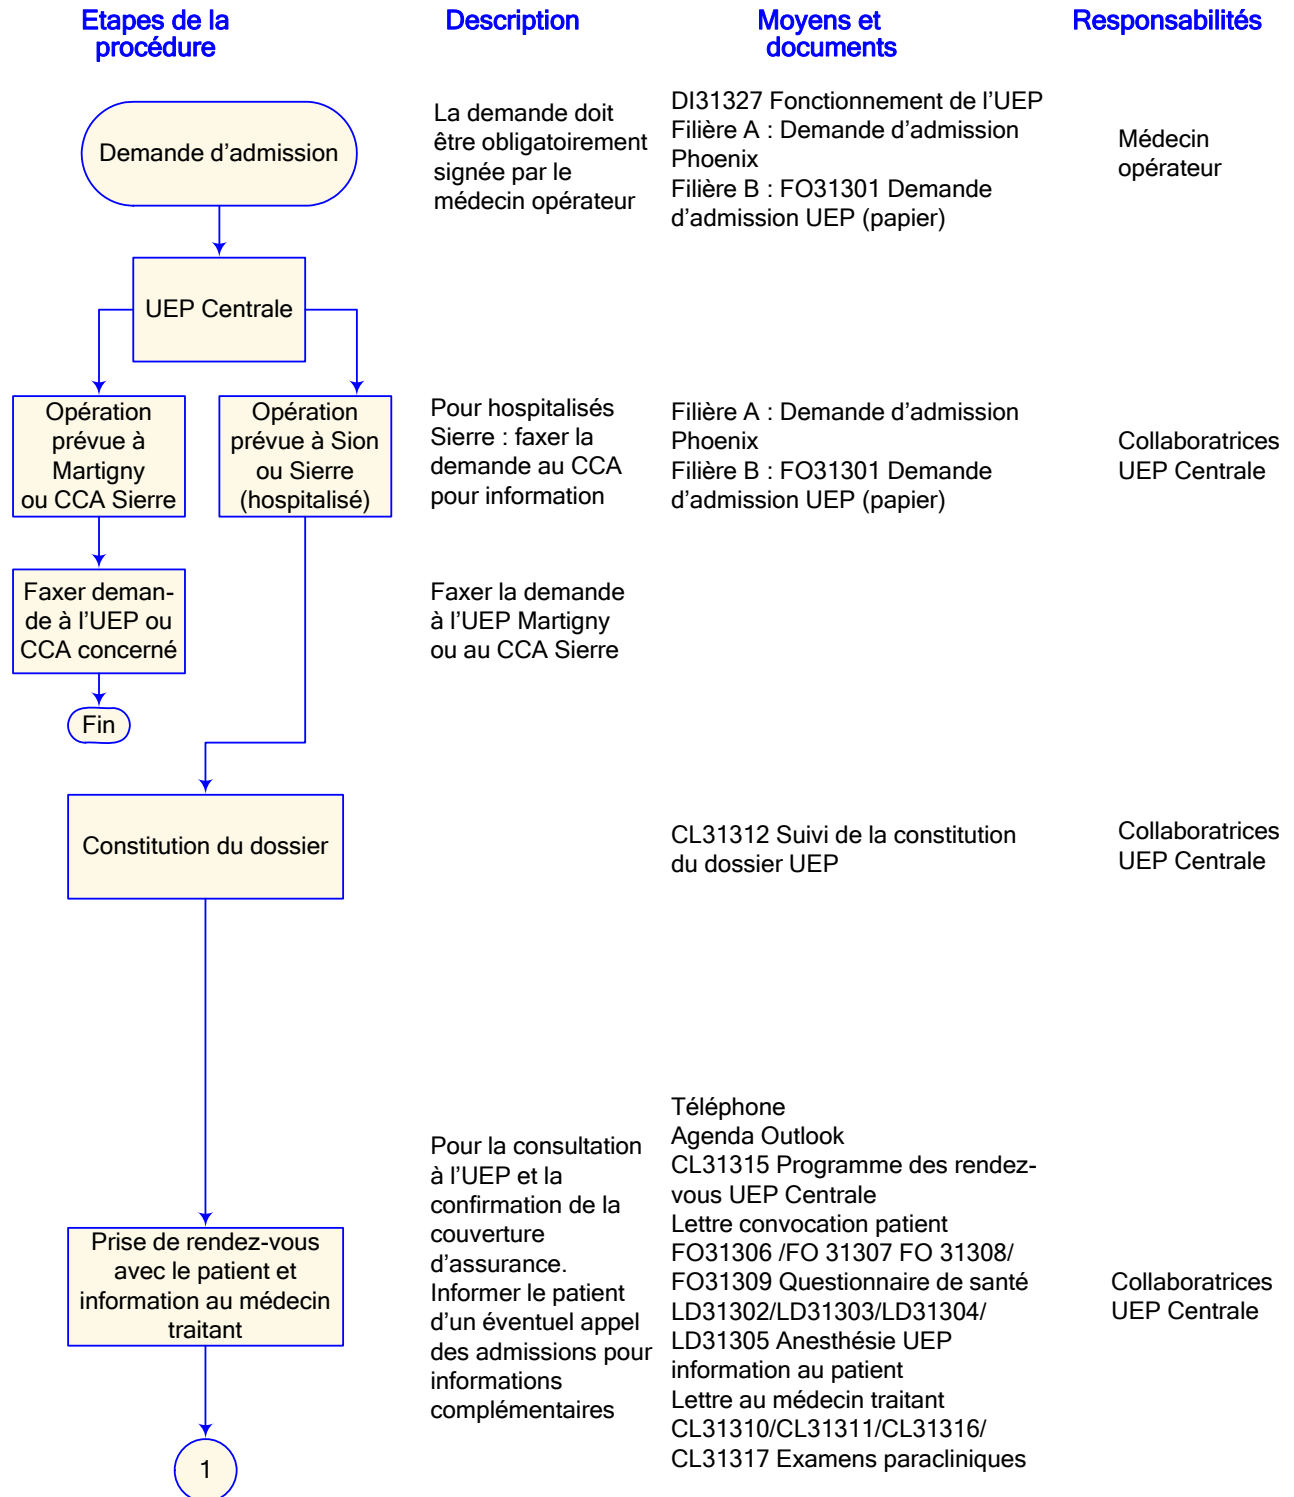 Etapes de la
procédure
Description
Moyens et
documents
Responsabilités
Demande d'admission
La demande doit
être obligatoirement
signée par le
médecin opérateur
DI31327 Fonctionnement de l'UEP
Filière A : Demande d'admission
Phoenix
Filière B : FO31301 Demande
d'admission UEP (papier)
Médecin
opérateur
UEP Centrale
Opération
prévue à
Martigny
ou CCA Sierre
Opération
prévue à Sion
ou Sierre
(hospitalisé)
Pour hospitalisés
Sierre : faxer la
demande au CCA
pour information
Filière A : Demande d'admission
Phoenix
Filière B : FO31301 Demande
d'admission UEP (papier)
Collaboratrices
UEP Centrale
Faxer deman-
de à l'UEP ou
CCA concerné
Faxer la demande
à l'UEP Martigny
ou au CCA Sierre
Fin
Constitution du dossier
CL31312 Suivi de la constitution
du dossier UEP
Collaboratrices
UEP Centrale
Prise de rendez-vous
avec le patient et
information au médecin
traitant
Pour la consultation
à l'UEP et la
confirmation de la
couverture
d'assurance.
Informer le patient
d'un éventuel appel
des admissions pour
informations
complémentaires
Téléphone
Agenda Outlook
CL31315 Programme des rendez-
vous UEP Centrale
Lettre convocation patient
FO31306 /FO 31307 FO 31308/
FO31309 Questionnaire de santé
LD31302/LD31303/LD31304/
LD31305 Anesthésie UEP
information au patient
Lettre au médecin traitant
CL31310/CL31311/CL31316/
CL31317 Examens paracliniques
Collaboratrices
UEP Centrale
1